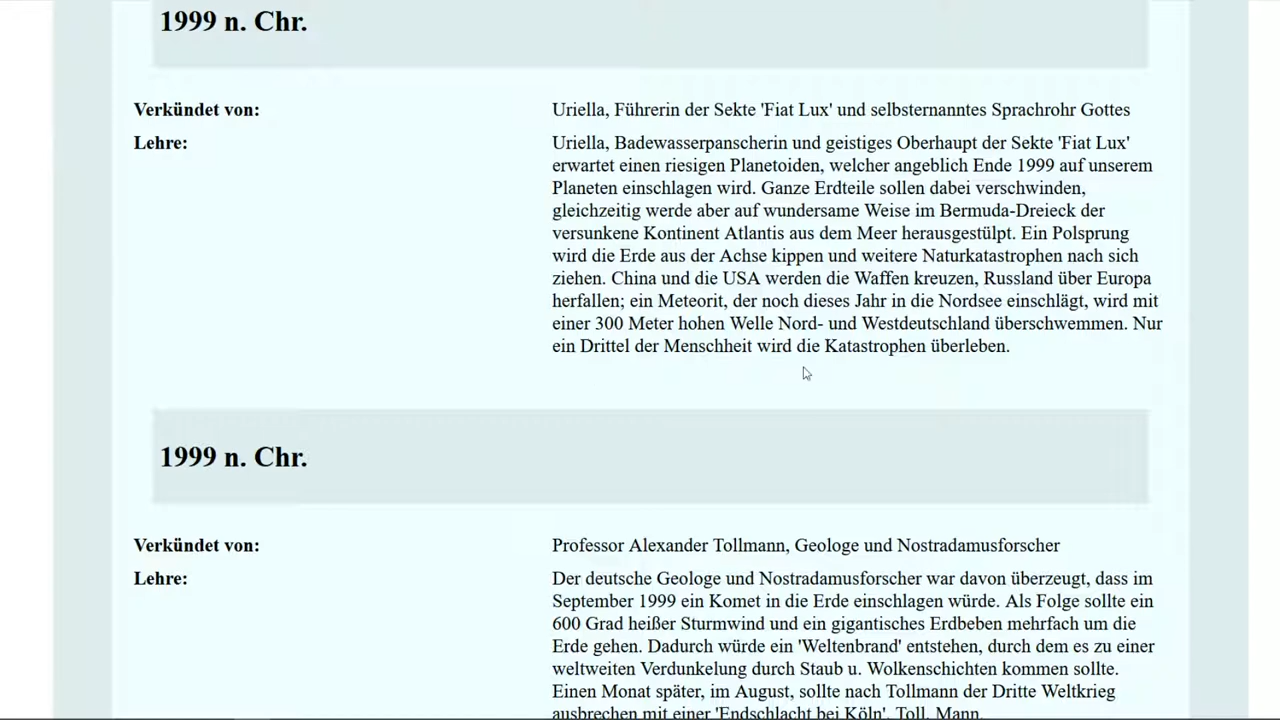 1999 n. Chr.
Verkündet von:
Uriella, Führerin der Sekte 'Fiat Lux' und selbsternanntes Sprachrohr Gottes
Lehre:
Uriella, Badewasserpanscherin und geistiges Oberhaupt der Sekte 'Fiat Lux'
erwartet einen riesigen Planetoiden, welcher angeblich Ende 1999 auf unserem
Planeten einschlagen wird. Ganze Erdteile sollen dabei verschwinden,
gleichzeitig werde aber auf wundersame Weise im Bermuda-Dreieck der
versunkene Kontinent Atlantis aus dem Meer herausgestülpt. Ein Polsprung
wird die Erde aus der Achse kippen und weitere Naturkatastrophen nach sich
ziehen. China und die USA werden die Waffen kreuzen, Russland über Europa
herfallen; ein Meteorit, der noch dieses Jahr in die Nordsee einschlägt, wird mit
einer 300 Meter hohen Welle Nord- und Westdeutschland überschwemmen. Nur
ein Drittel der Menschheit wird die Katastrophen überleben.
1999 n. Chr.
Verkündet von:
Professor Alexander Tollmann, Geologe und Nostradamusforscher
Lehre:
Der deutsche Geologe und Nostradamusforscher war davon überzeugt, dass im
September 1999 ein Komet in die Erde einschlagen würde. Als Folge sollte ein
600 Grad heißer Sturmwind und ein gigantisches Erdbeben mehrfach um die
Erde gehen. Dadurch würde ein 'Weltenbrand' entstehen, durch dem es zu einer
weltweiten Verdunkelung durch Staub u. Wolkenschichten kommen sollte.
Einen Monat später, im August, sollte nach Tollmann der Dritte Weltkrieg
ausbrechen mit einer 'Endschlacht bei Köln'. Toll, Mann.